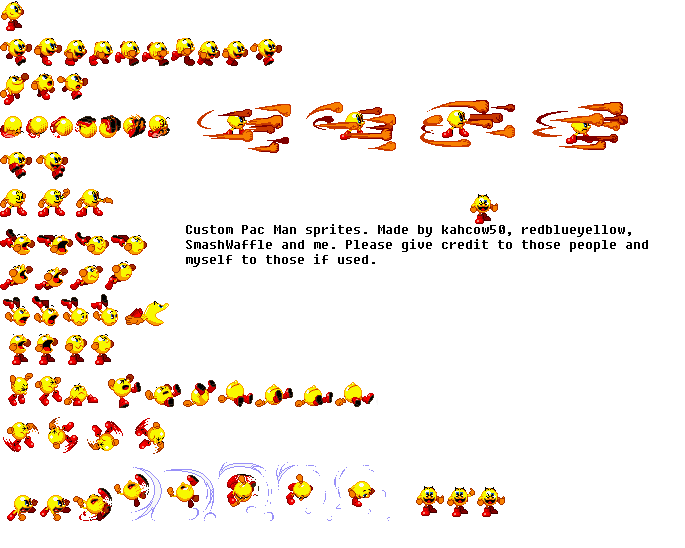 Custom Pac Man sprites. Made by kahcow50, redblueyellow,
SmashWaffle and me. Please give credit to those people and
myself to those if used.